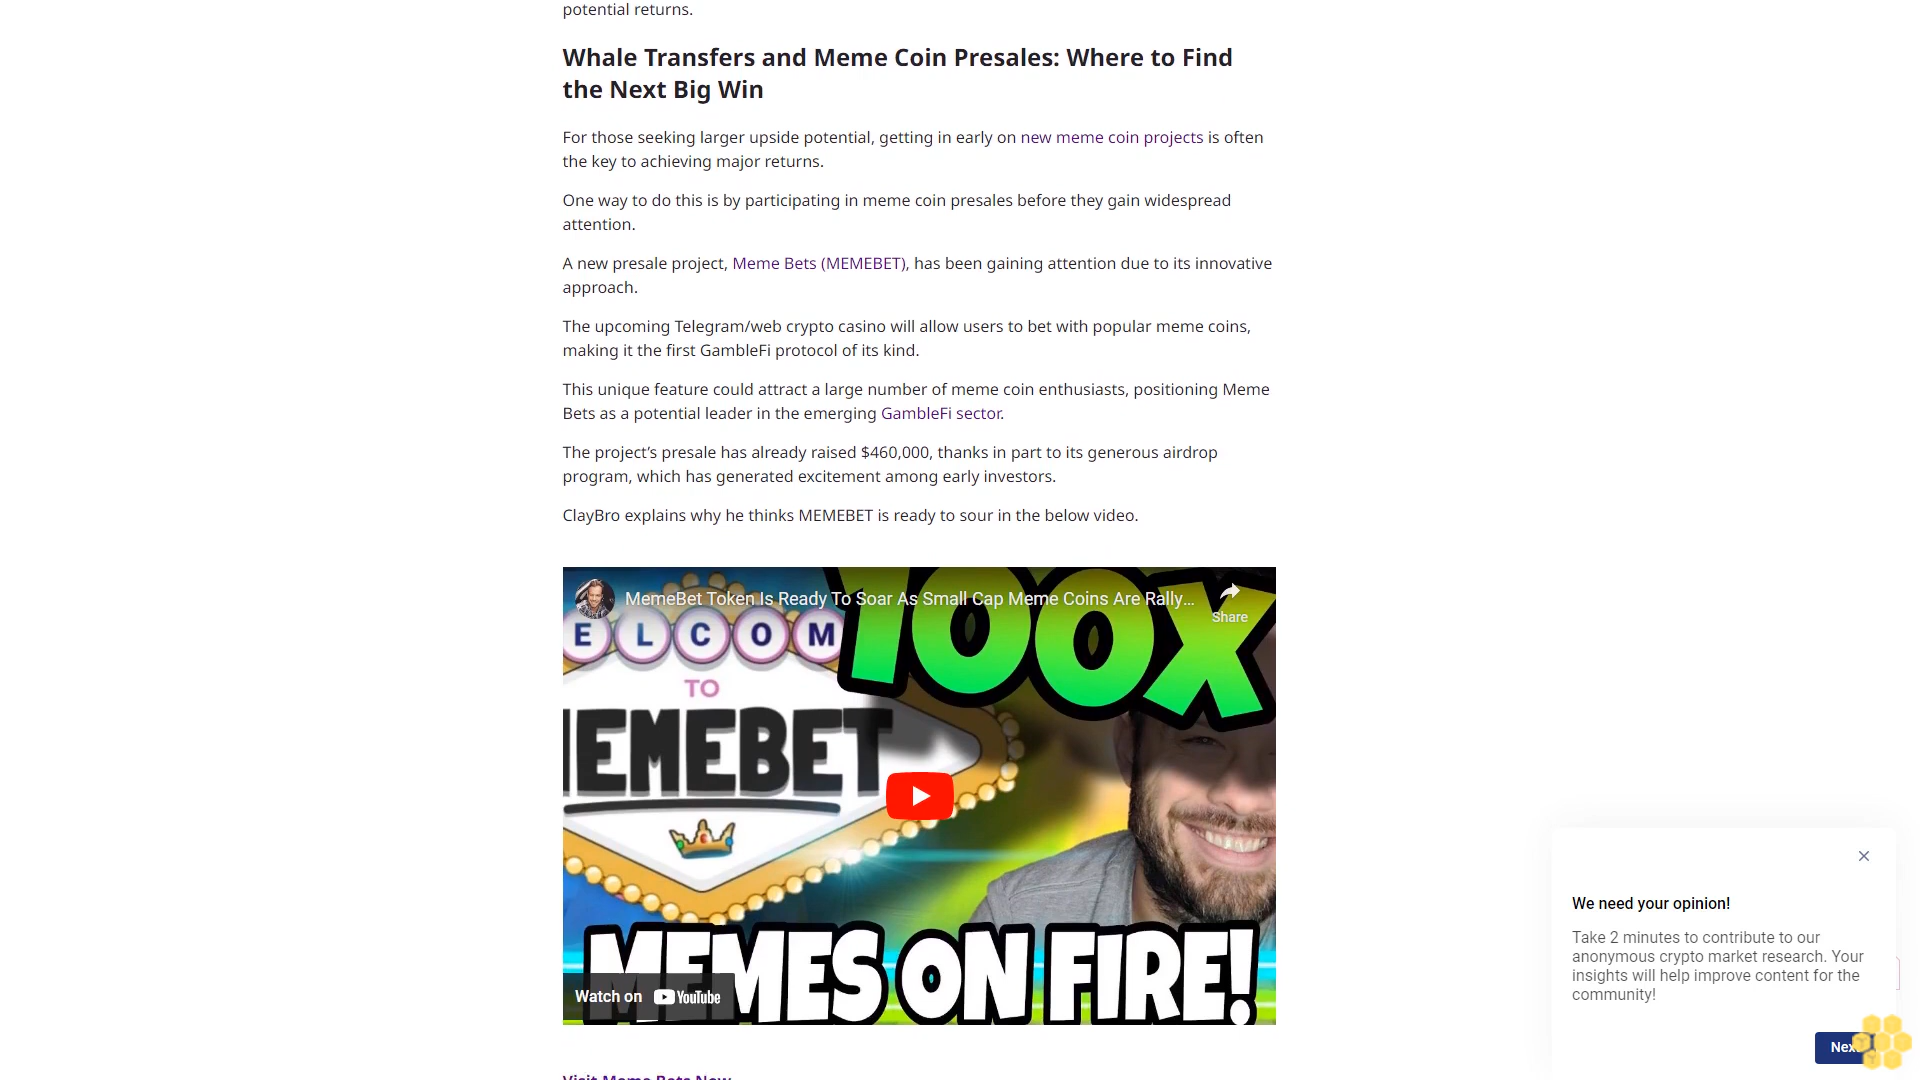 potential returns.
Whale Transfers and Meme Coin Presales: Where to Find
the Next Big Win
For those seeking larger upside potential, getting in early on new meme coin projects is often
the key to achieving major returns.
One way to do this is by participating in meme coin presales before they gain widespread
attention.
A new presale project, Meme Bets (MEMEBET), has been gaining attention due to its innovative
approach.
The upcoming Telegram/web crypto casino will allow users to bet with popular meme coins,
making it the first GambleFi protocol of its kind.
This unique feature could attract a large number of meme coin enthusiasts, positioning Meme
Bets as a potential leader in the emerging GambleFi sector.
The project’s presale has already raised $460,000, thanks in part to its generous airdrop
program, which has generated excitement among early investors.
ClayBro explains why he thinks MEMEBET is ready to sour in the below video.
MemeBet Token Is Ready To Soar As Small Cap Meme Coins Are Rally...
Share
100X
ELCOM
TO
EMEBET
MEMES ON FIRE!
Watch on YouTube
Visit Meme Bets Now
×
We need your opinion!
Take 2 minutes to contribute to our
anonymous crypto market research. Your
insights will help improve content for the
community!
Nex